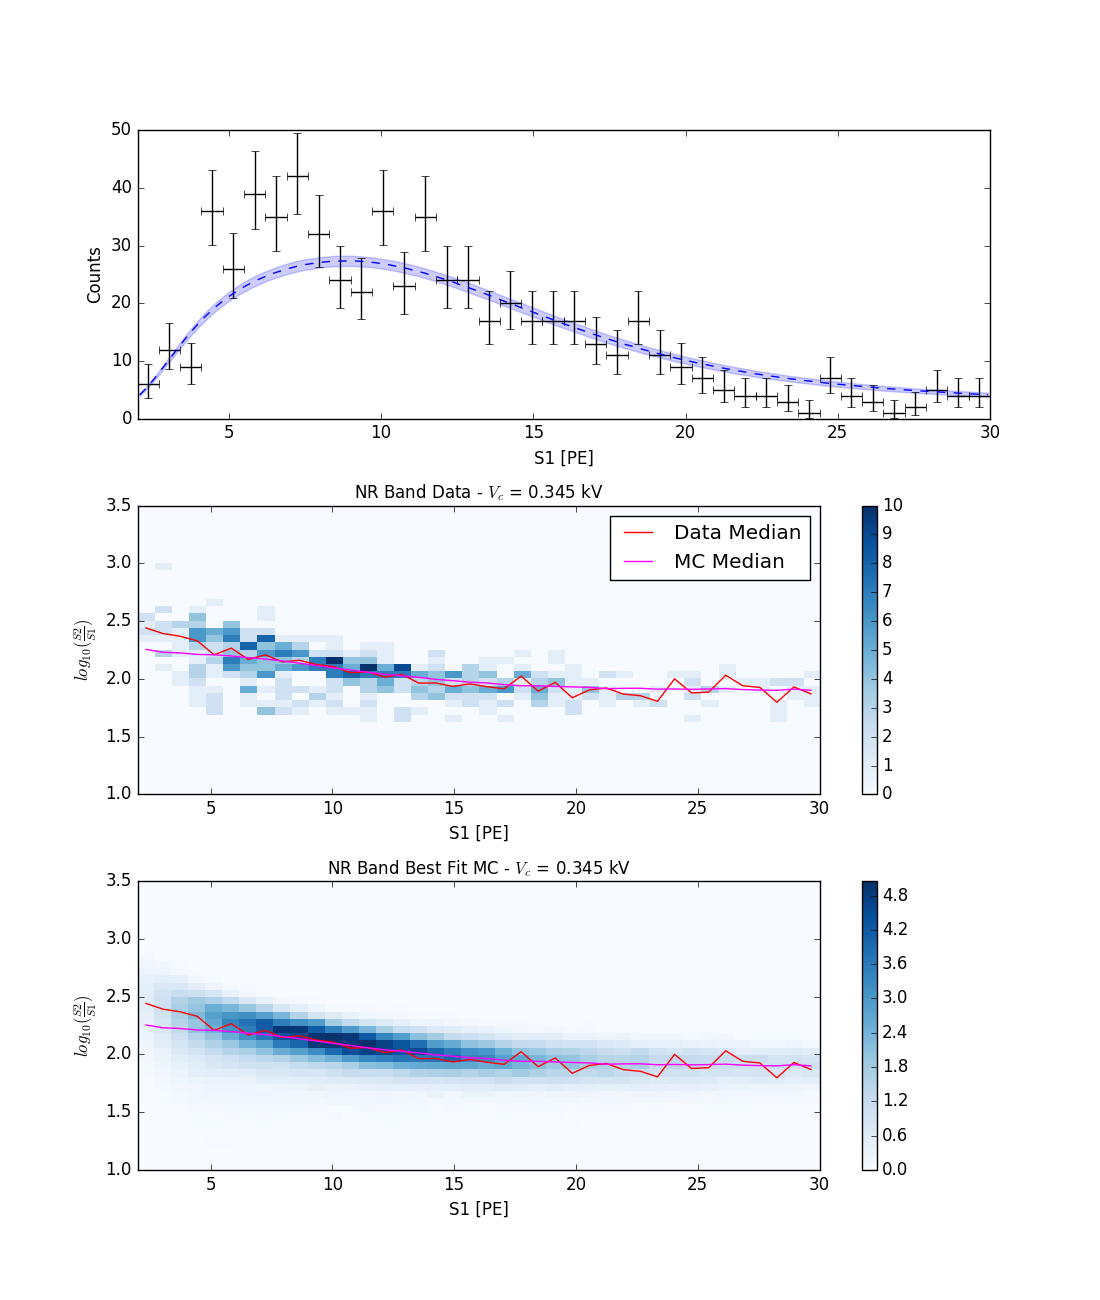 50
40
30
20
10
0
Counts
5 10 15 20 25 30
S1 [PE]
NR Band Data - V_c = 0.345 kV
3.5
3.0
2.5
2.0
1.5
1.0
log_10(S2/S1)
Data Median
MC Median
10
9
8
7
6
5
4
3
2
1
0
5 10 15 20 25 30
S1 [PE]
NR Band Best Fit MC - V_c = 0.345 kV
3.5
3.0
2.5
2.0
1.5
1.0
log_10(S2/S1)
4.8
4.2
3.6
3.0
2.4
1.8
1.2
0.6
0.0
5 10 15 20 25 30
S1 [PE]